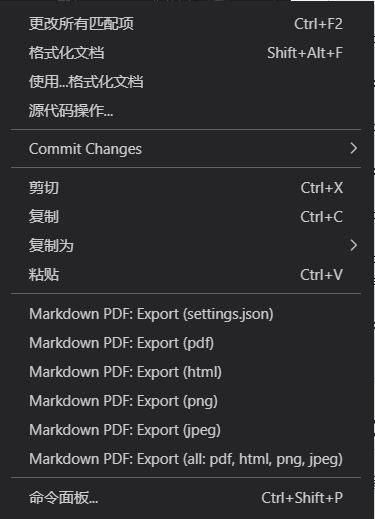 更改所有匹配项 Ctrl+F2
格式化文档 Shift+Alt+F
使用...格式化文档
源代码操作...
Commit Changes
剪切 Ctrl+X
复制 Ctrl+C
复制为
粘贴 Ctrl+V
Markdown PDF: Export (settings.json)
Markdown PDF: Export (pdf)
Markdown PDF: Export (html)
Markdown PDF: Export (png)
Markdown PDF: Export (jpeg)
Markdown PDF: Export (all: pdf, html, png, jpeg)
命令面板... Ctrl+Shift+P